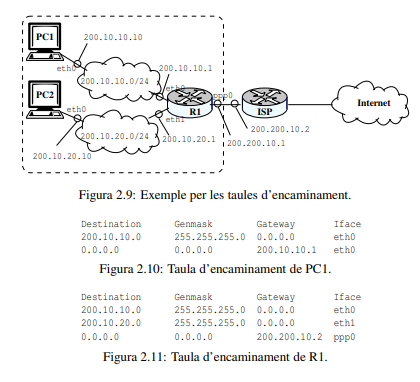 PC1
200.10.10.10
eth0
200.10.10.0/24
200.10.10.1
eth0
PC2
eth0
R1
ppp0
ISP
Internet
eth1
200.10.20.0/24
200.10.20.10
200.10.20.1
200.200.10.2
200.200.10.1
Figura 2.9: Exemple per les taules d'encaminament.
Destination Genmask Gateway Iface
200.10.10.0 255.255.255.0 0.0.0.0 eth0
0.0.0.0 0.0.0.0 200.10.10.1 eth0
Figura 2.10: Taula d'encaminament de PC1.
Destination Genmask Gateway Iface
200.10.10.0 255.255.255.0 0.0.0.0 eth0
200.10.20.0 255.255.255.0 0.0.0.0 eth1
0.0.0.0 0.0.0.0 200.200.10.2 ppp0
Figura 2.11: Taula d'encaminament de R1.